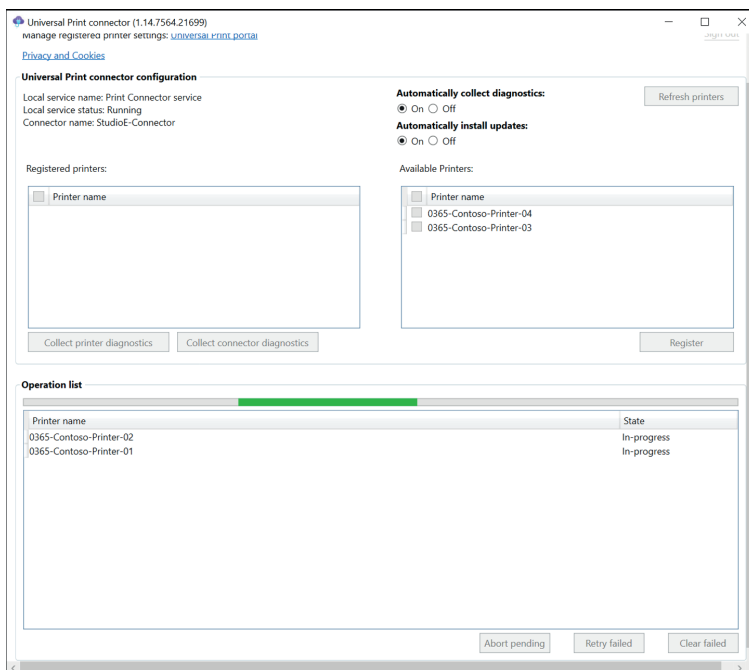 Universal Print connector (1.14.7564.21699)
Manage registered printer settings: Universal Print portal
Sign out
Privacy and Cookies
Universal Print connector configuration
Local service name: Print Connector service
Local service status: Running
Connector name: StudioE-Connector
Automatically collect diagnostics:
On Off
Automatically install updates:
On Off
Refresh printers
Registered printers:
Printer name
Available Printers:
Printer name
0365-Contoso-Printer-04
0365-Contoso-Printer-03
Collect printer diagnostics Collect connector diagnostics
Register
Operation list
Printer name State
0365-Contoso-Printer-02 In-progress
0365-Contoso-Printer-01 In-progress
Abort pending Retry failed Clear failed